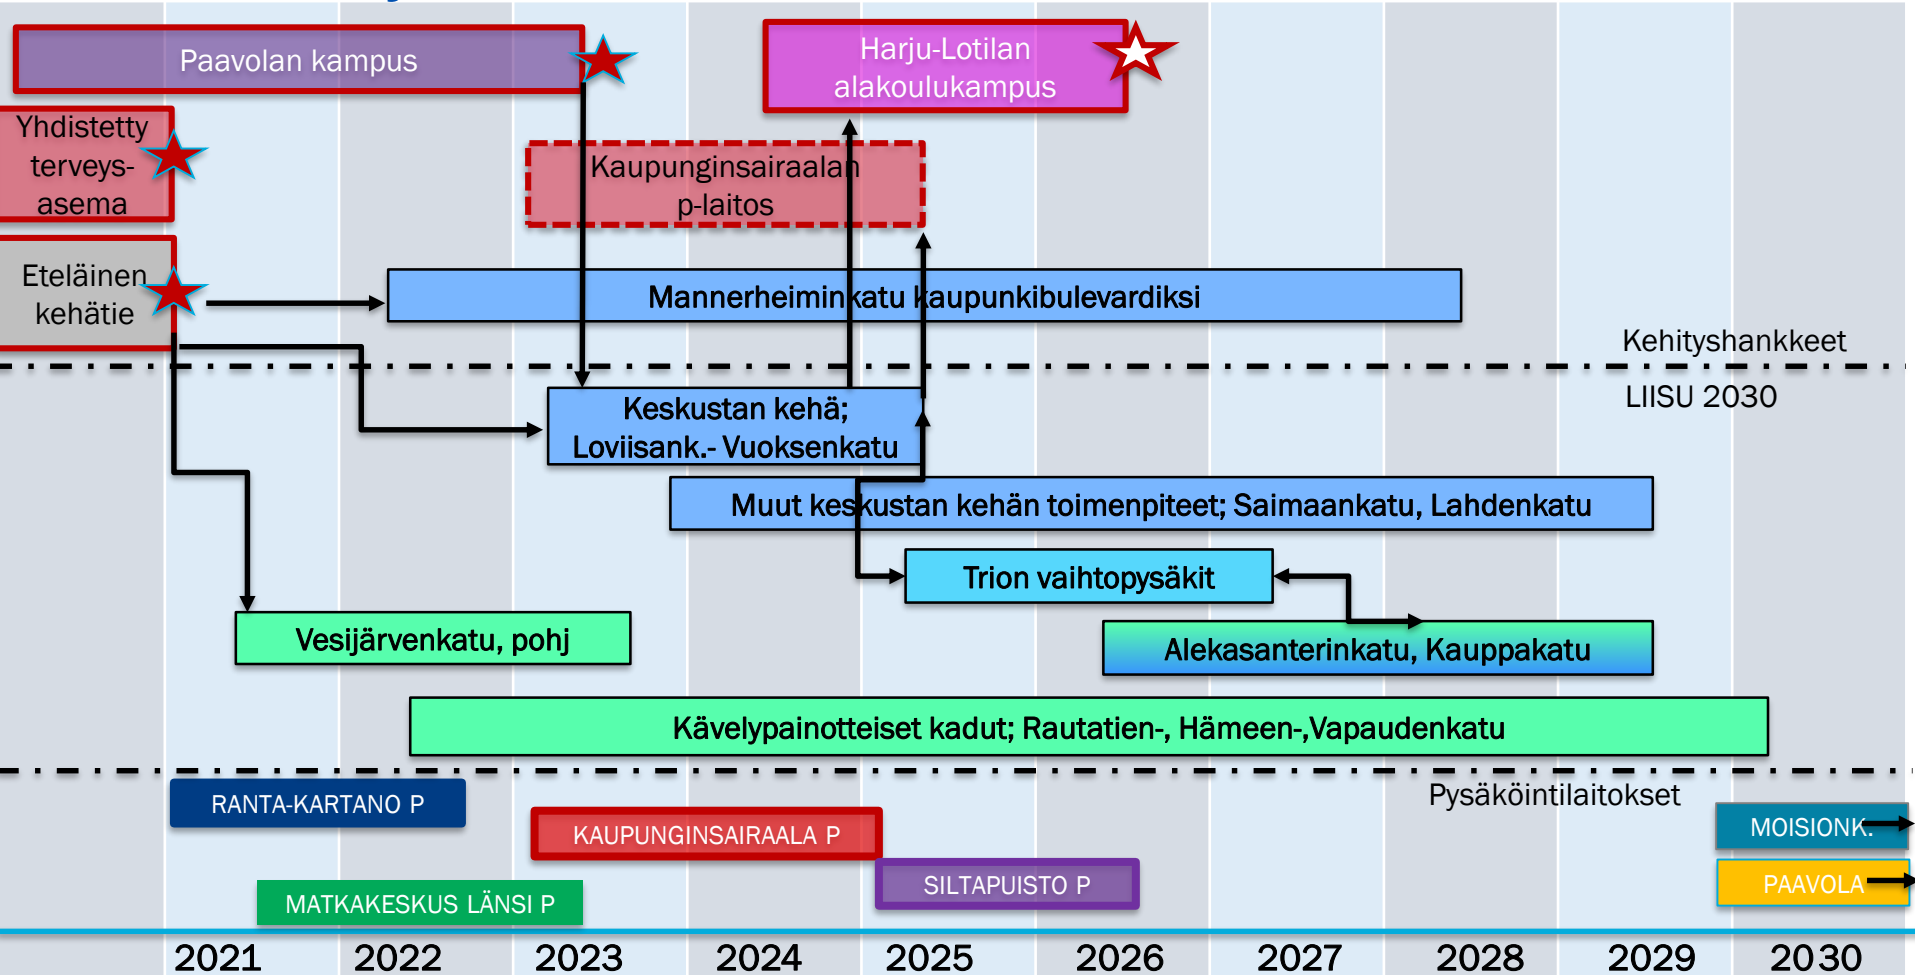 Paavolan kampus
Harju-Lotilan
alakoulukampus
Yhdistetty
terveys-
asema
Kaupunginsairaalan
p-laitos
Eteläinen
kehätie
Mannerheiminkatu kaupunkibulevardiksi
Kehityshankkeet
LIISU 2030
Keskustan kehä;
Loviisank.- Vuoksenkatu
Muut keskustan kehän toimenpiteet; Saimaankatu, Lahdenkatu
Trion vaihtopysäkit
Vesijärvenkatu, pohj
Alekasanterinkatu, Kauppakatu
Kävelypainotteiset kadut; Rautatien-, Hämeen-,Vapaudenkatu
Pysäköintilaitokset
RANTA-KARTANO P
KAUPUNGINSAIRAALA P
MOISIONK.
SILTAPUISTO P
PAAVOLA
MATKAKESKUS LÄNSI P
2021 2022 2023 2024 2025 2026 2027 2028 2029 2030